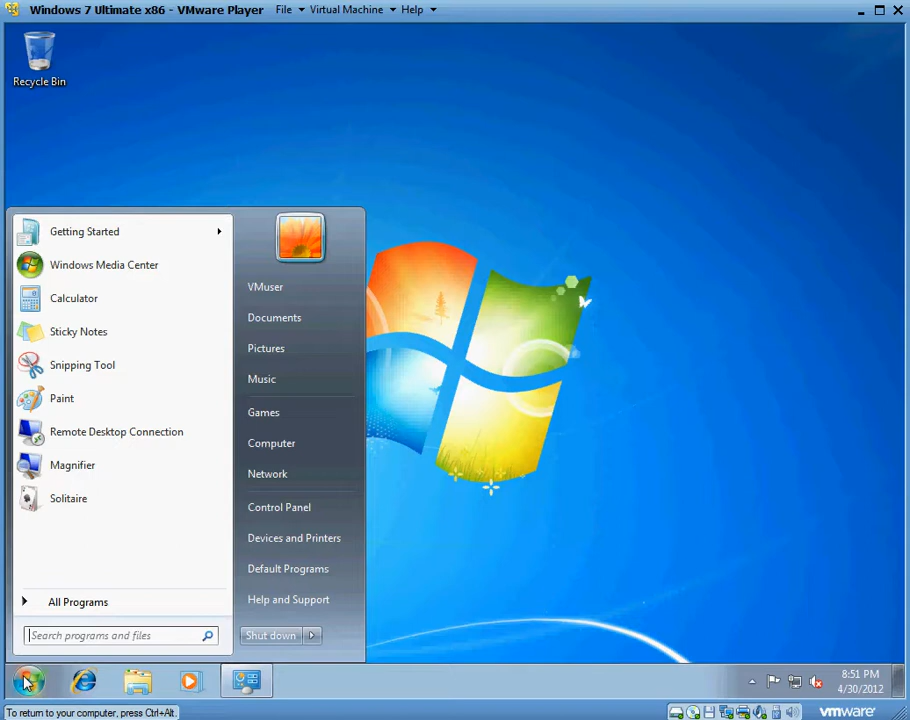 Windows 7 Ultimate x86 - VMware Player File Virtual Machine Help
Recycle Bin
Getting Started
Windows Media Center
Calculator
Sticky Notes
Snipping Tool
Paint
Remote Desktop Connection
Magnifier
Solitaire
All Programs
Search programs and files
VMuser
Documents
Pictures
Music
Games
Computer
Network
Control Panel
Devices and Printers
Default Programs
Help and Support
Shut down
8:51 PM
4/30/2012
To return to your computer, press Ctrl+Alt.
vmware